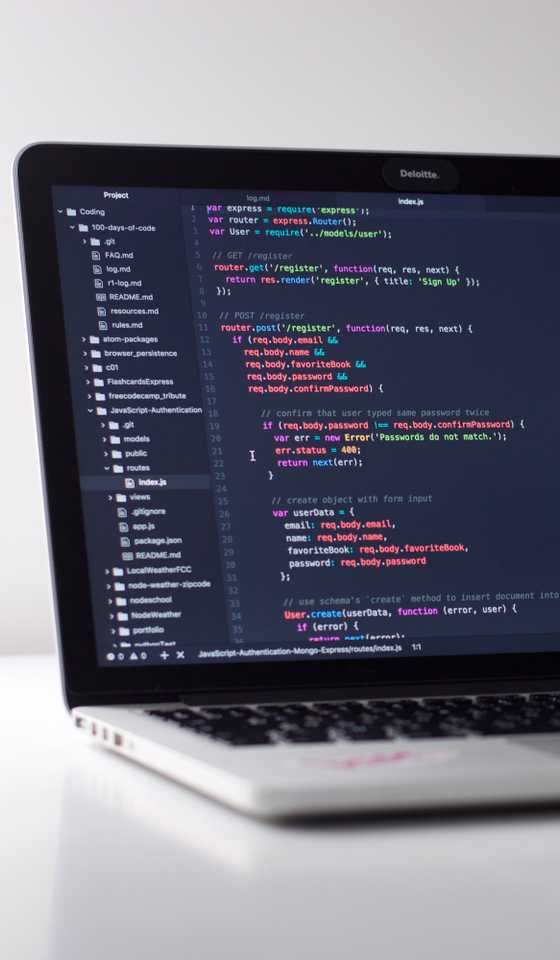 Deloitte.
Project
Coding
100-days-of-code
.git
FAQ.md
log.md
r1-log.md
README.md
resources.md
rules.md
atom-packages
browser_persistence
c01
FlashcardsExpress
freecodecamp_tribute
JavaScript-Authentication
.git
models
public
routes
index.js
views
.gitignore
app.js
package.json
README.md
LocalWeatherFCC
node-weather-zipcode
nodeschool
NodeWeather
portfolio
pythonTest
log.md
index.js
1 var express = require('express');
2 var router = express.Router();
3 var User = require('../models/user');
4
5 // GET /register
6 router.get('/register', function(req, res, next) {
7 return res.render('register', { title: 'Sign Up' });
8 });
9
10 // POST /register
11 router.post('/register', function(req, res, next) {
12 if (req.body.email &&
13 req.body.name &&
14 req.body.favoriteBook &&
15 req.body.password &&
16 req.body.confirmPassword) {
17
18 // confirm that user typed same password twice
19 if (req.body.password !== req.body.confirmPassword) {
20 var err = new Error('Passwords do not match.');
21 err.status = 400;
22 return next(err);
23 }
24
25 // create object with form input
26 var userData = {
27 email: req.body.email,
28 name: req.body.name,
29 favoriteBook: req.body.favoriteBook,
30 password: req.body.password
31 };
32
33 // use schema's `create` method to insert document into
34 User.create(userData, function (error, user) {
35 if (error) {
36 return next(error);
0 0 JavaScript-Authentication-Mongo-Express/routes/index.js 1:1